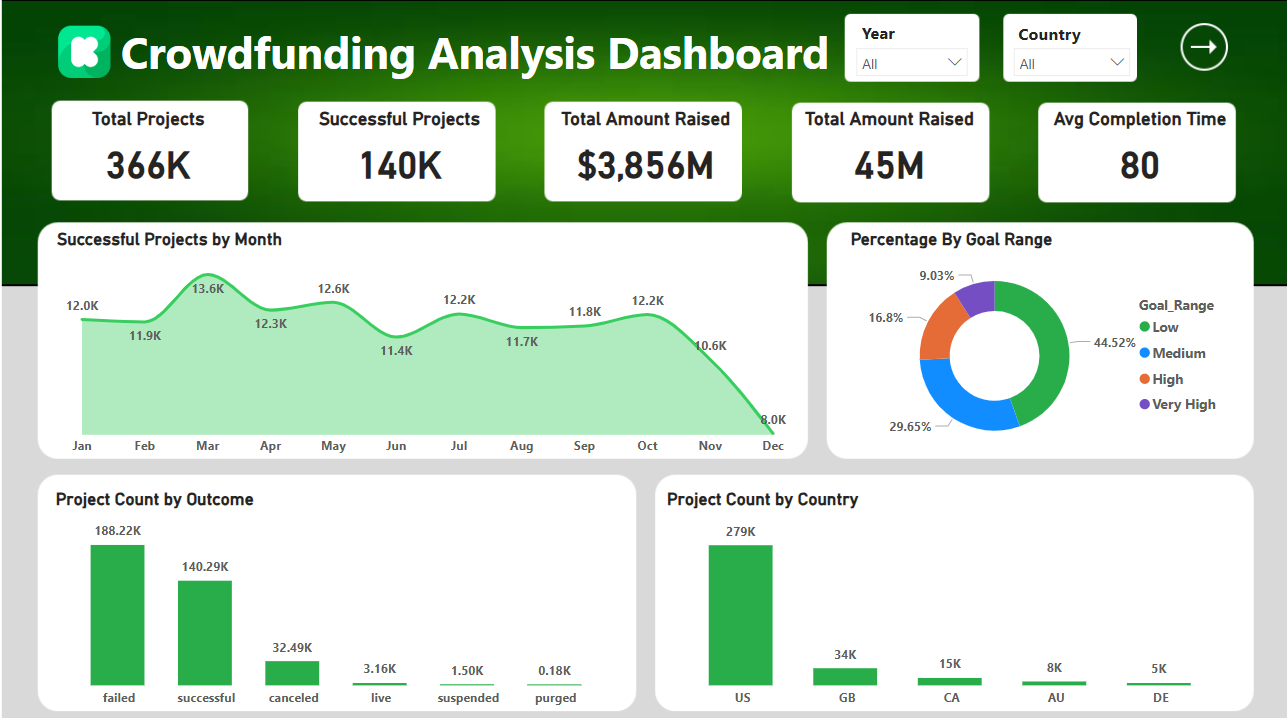 Crowdfunding Analysis Dashboard
Year
All
Country
All
Total Projects
366K
Successful Projects
140K
Total Amount Raised
$3,856M
Total Amount Raised
45M
Avg Completion Time
80
Successful Projects by Month
12.0K
11.9K
13.6K
12.3K
12.6K
11.4K
12.2K
11.7K
11.8K
12.2K
10.6K
8.0K
Jan Feb Mar Apr May Jun Jul Aug Sep Oct Nov Dec
Percentage By Goal Range
9.03%
16.8%
44.52%
29.65%
Goal_Range
Low
Medium
High
Very High
Project Count by Outcome
188.22K
140.29K
32.49K
3.16K
1.50K
0.18K
failed successful canceled live suspended purged
Project Count by Country
279K
34K
15K
8K
5K
US GB CA AU DE